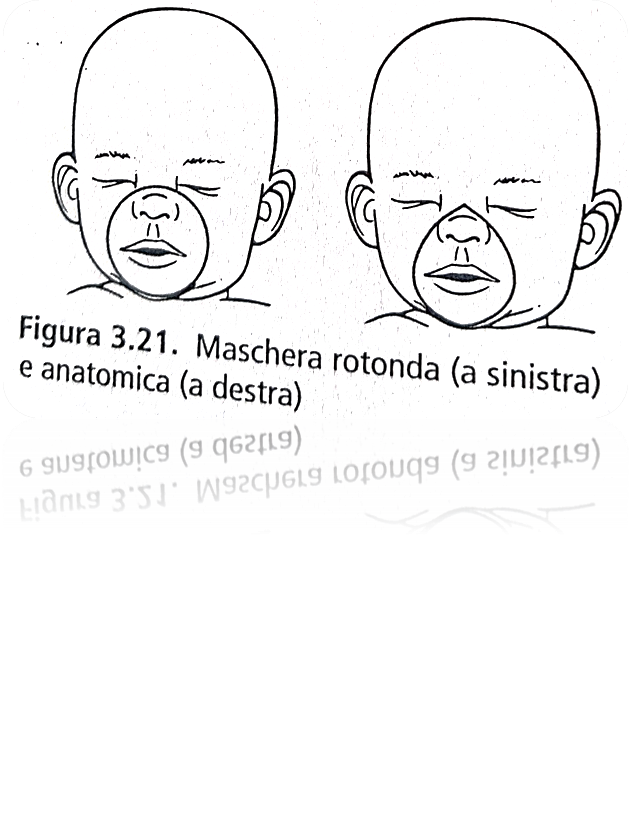 Figura 3.21. Maschera rotonda (a sinistra)
e anatomica (a destra)